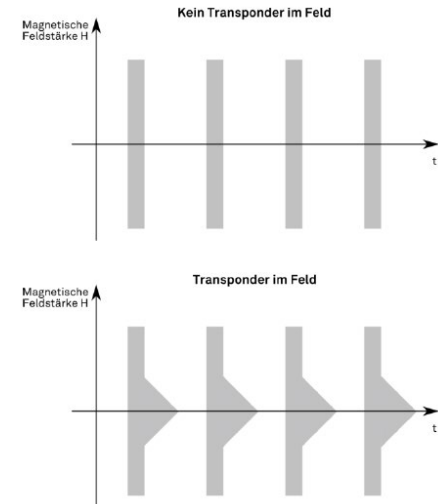 Kein Transponder im Feld
Magnetische
Feldstärke H
t
Transponder im Feld
Magnetische
Feldstärke H
t